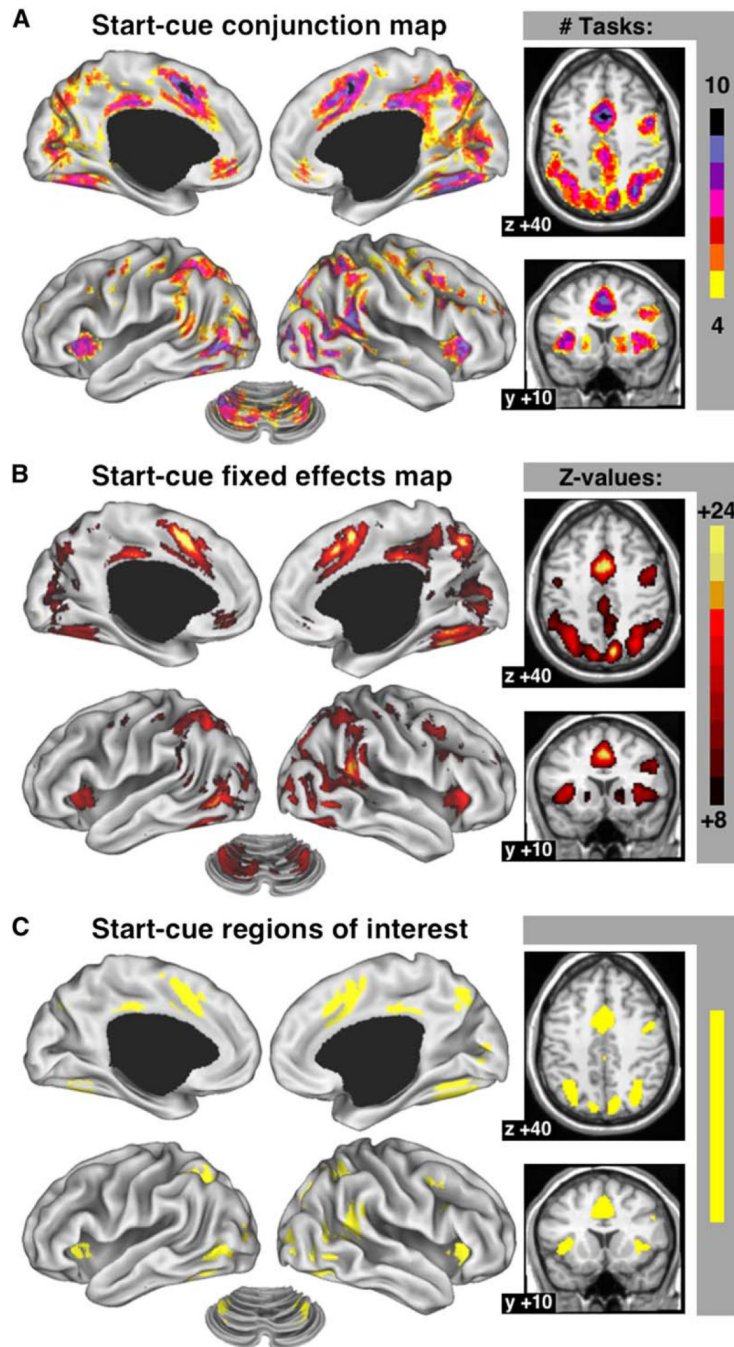 A
Start-cue conjunction map
# Tasks:
10
z +40
4
y +10
B
Start-cue fixed effects map
Z-values:
+24
z +40
+8
y +10
C
Start-cue regions of interest
z +40
y +10